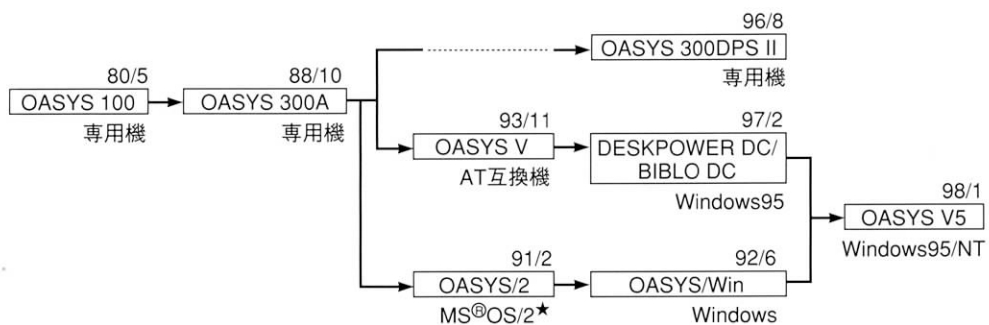 96/8
OASYS 300DPS II
専用機
80/5
OASYS 100
専用機
88/10
OASYS 300A
専用機
93/11
OASYS V
AT互換機
97/2
DESKPOWER DC/
BIBLO DC
Windows95
98/1
OASYS V5
Windows95/NT
91/2
OASYS/2
MS®OS/2★
92/6
OASYS/Win
Windows